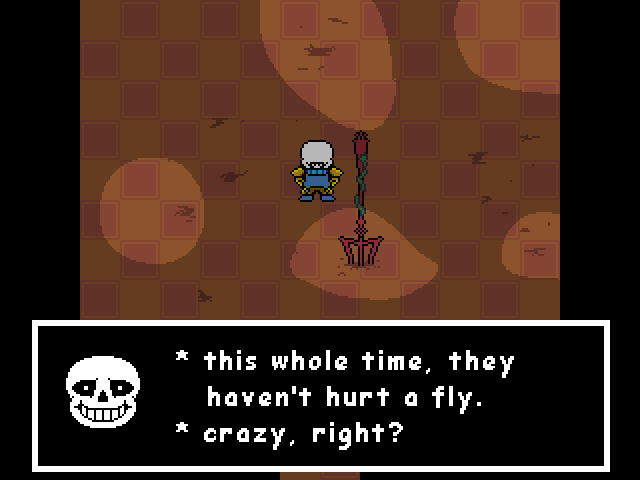 * this whole time, they
haven't hurt a fly.
* crazy, right?